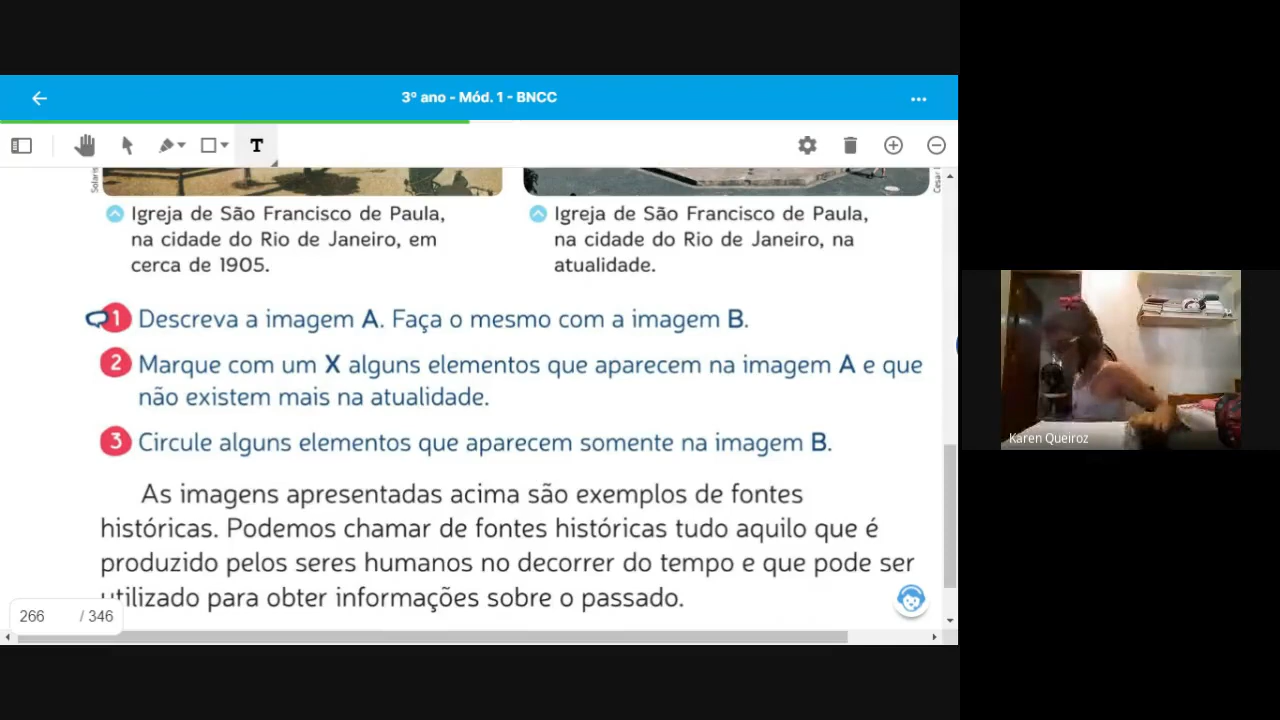 3º ano - Mód. 1 - BNCC
T
Solaris
Cesar
Igreja de São Francisco de Paula,
na cidade do Rio de Janeiro, em
cerca de 1905.
Igreja de São Francisco de Paula,
na cidade do Rio de Janeiro, na
atualidade.
1 Descreva a imagem A. Faça o mesmo com a imagem B.
2 Marque com um X alguns elementos que aparecem na imagem A e que
não existem mais na atualidade.
3 Circule alguns elementos que aparecem somente na imagem B.
As imagens apresentadas acima são exemplos de fontes
históricas. Podemos chamar de fontes históricas tudo aquilo que é
produzido pelos seres humanos no decorrer do tempo e que pode ser
utilizado para obter informações sobre o passado.
266 / 346
Karen Queiroz